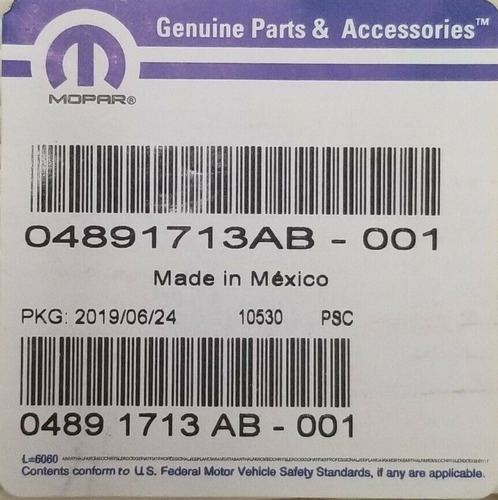 Genuine Parts & Accessories™
MOPAR®
04891713AB - 001
Made in México
PKG: 2019/06/24 10530 PSC
0489 1713 AB - 001
L=6060
Contents conform to U.S. Federal Motor Vehicle Safety Standards, if any are applicable.